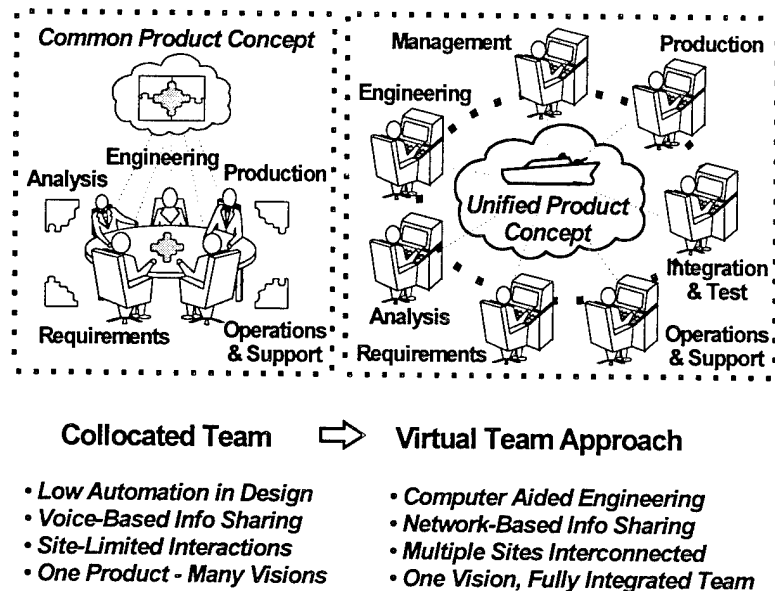 Common Product Concept
Engineering
Analysis
Production
Requirements
Operations
& Support
Management
Production
Engineering
Unified Product
Concept
Integration
& Test
Analysis
Requirements
Operations
& Support
Collocated Team
Virtual Team Approach
• Low Automation in Design
• Voice-Based Info Sharing
• Site-Limited Interactions
• One Product - Many Visions
• Computer Aided Engineering
• Network-Based Info Sharing
• Multiple Sites Interconnected
• One Vision, Fully Integrated Team